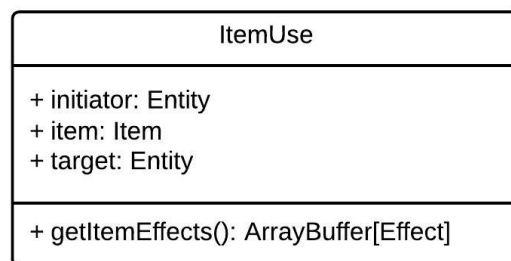 ItemUse
+ initiator: Entity
+ item: Item
+ target: Entity
+ getItemEffects(): ArrayBuffer[Effect]